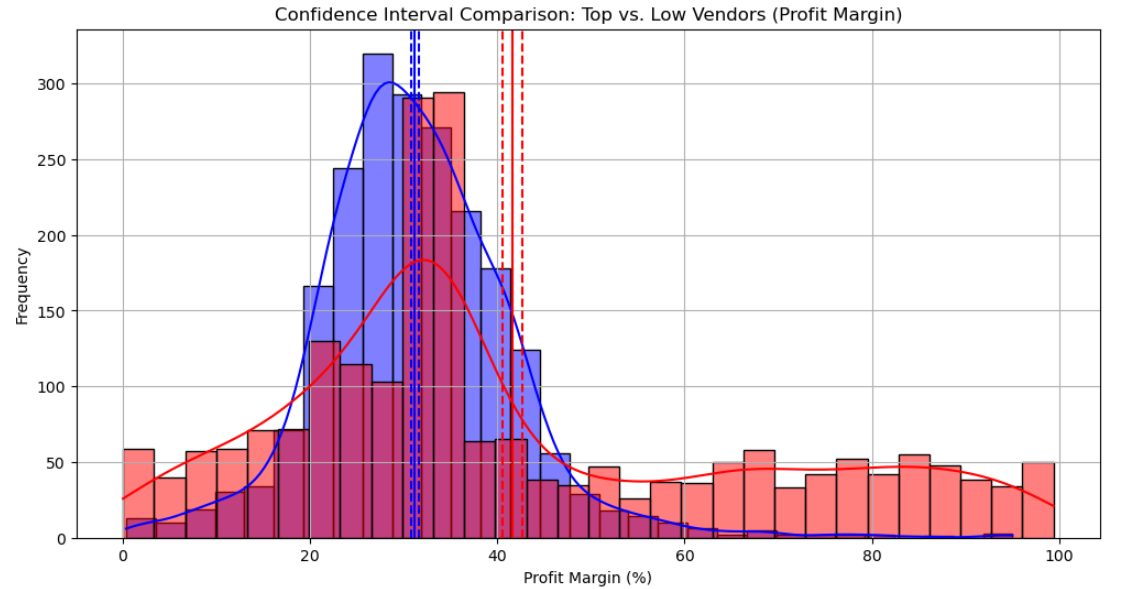 Confidence Interval Comparison: Top vs. Low Vendors (Profit Margin)
Frequency
300
250
200
150
100
50
0
0 20 40 60 80 100
Profit Margin (%)